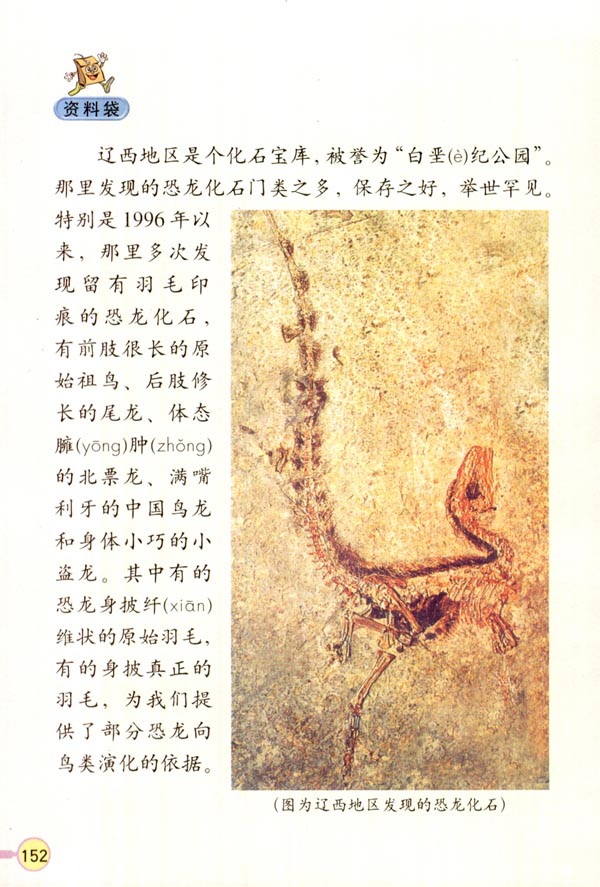 资料袋
辽西地区是个化石宝库，被誉为“白垩(è)纪公园”。
那里发现的恐龙化石门类之多，保存之好，举世罕见。
特别是1996年以
来，那里多次发
现留有羽毛印
痕的恐龙化石，
有前肢很长的原
始祖鸟、后肢修
长的尾龙、体态
臃(yōng)肿(zhǒng)
的北票龙、满嘴
利牙的中国鸟龙
和身体小巧的小
盗龙。其中有的
恐龙身披纤(xiān)
维状的原始羽毛，
有的身披真正的
羽毛，为我们提
供了部分恐龙向
鸟类演化的依据。
(图为辽西地区发现的恐龙化石)
152